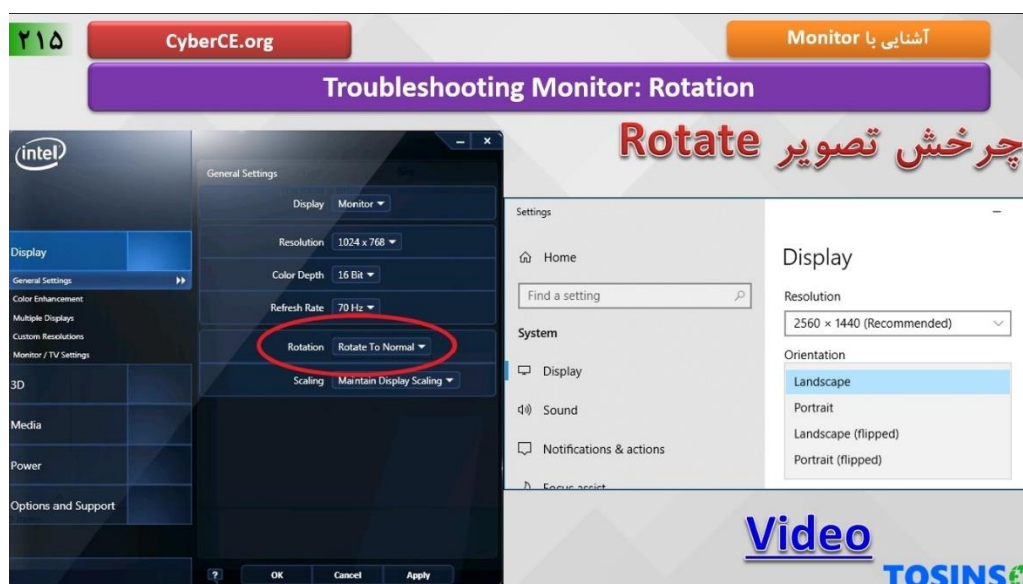 ۲۱۵
CyberCE.org
آشنایی با Monitor
Troubleshooting Monitor: Rotation
چرخش تصویر Rotate
intel
General Settings
Display Monitor
Resolution 1024 x 768
Color Depth 16 Bit
Refresh Rate 70 Hz
Rotation Rotate To Normal
Scaling Maintain Display Scaling
Display
General Settings
Color Enhancement
Multiple Displays
Custom Resolutions
Monitor / TV Settings
3D
Media
Power
Options and Support
? OK Cancel Apply
Settings
Home
Find a setting
System
Display
Sound
Notifications & actions
Focus assist
Display
Resolution
2560 × 1440 (Recommended)
Orientation
Landscape
Portrait
Landscape (flipped)
Portrait (flipped)
Video
TOSINS